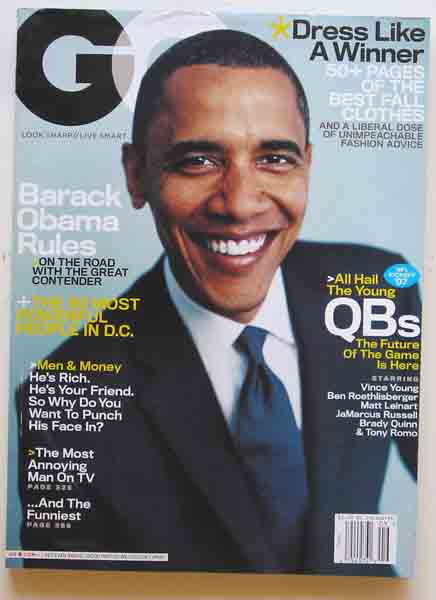 GQ
LOOK SHARP/LIVE SMART
*Dress Like
A Winner
50+ PAGES
OF THE
BEST FALL
CLOTHES
AND A LIBERAL DOSE
OF UNIMPEACHABLE
FASHION ADVICE
Barack
Obama
Rules
>ON THE ROAD
WITH THE GREAT
CONTENDER
+THE 50 MOST
POWERFUL
PEOPLE IN D.C.
>Men & Money
He's Rich.
He's Your Friend.
So Why Do You
Want To Punch
His Face In?
>The Most
Annoying
Man On TV
...And The
Funniest
NFL
KICKOFF
'07
>All Hail
The Young
QBs
The Future
Of The Game
Is Here
STARRING
Vince Young
Ben Roethlisberger
Matt Leinart
JaMarcus Russell
Brady Quinn
& Tony Romo